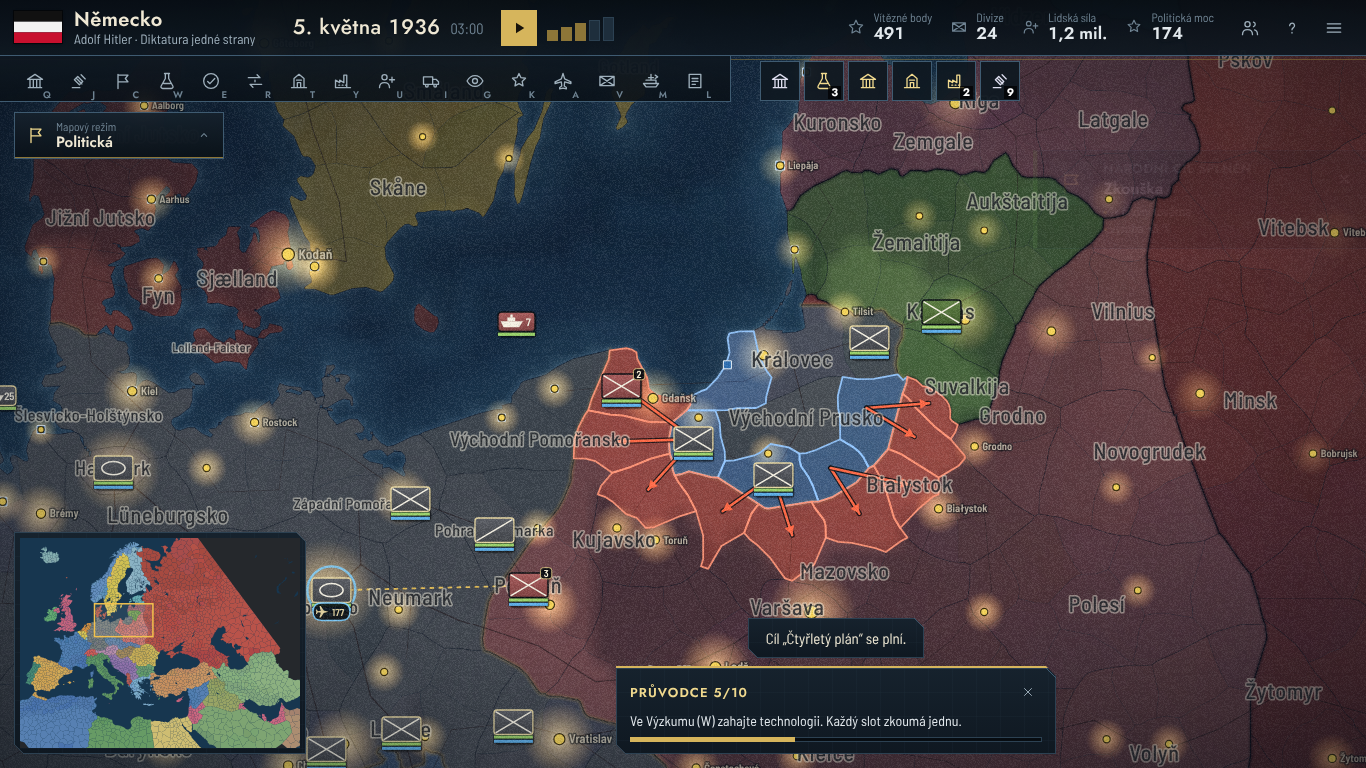 Německo
Adolf Hitler · Diktatura jedné strany
5. května 1936 03:00
Vítězné body
491
Divize
24
Lidská síla
1,2 mil.
Politická moc
174
?
Q J C W E R T Y U I G K A V M L
3
2
9
Mapový režim
Politická
Aalborg
Aarhus
Jižní Jutsko
Fyn
Sjælland
Kodaň
Lolland-Falster
Skåne
Kuronsko
Zemgale
Latgale
Pskov
Liepāja
Aukštaitija
Žemaitija
Vitebsk
Tilsit
Vilnius
Královec
Suvalkija
Grodno
Grodno
Minsk
Novogrudek
Bobrujsk
7
2
Gdaňsk
Východní Prusko
Východní Pomořansko
Bialystok
Białystok
Kiel
Šlesvicko-Holštýnsko
25
Rostock
Brémy
Lüneburgsko
Kujavsko
Toruň
Mazovsko
Varšava
3
177
Neumark
Polesí
Žytomyr
Volyň
Vratislav
Kielce
Cíl „Čtyřletý plán“ se plní.
PRŮVODCE 5/10
Ve Výzkumu (W) zahajte technologii. Každý slot zkoumá jednu.